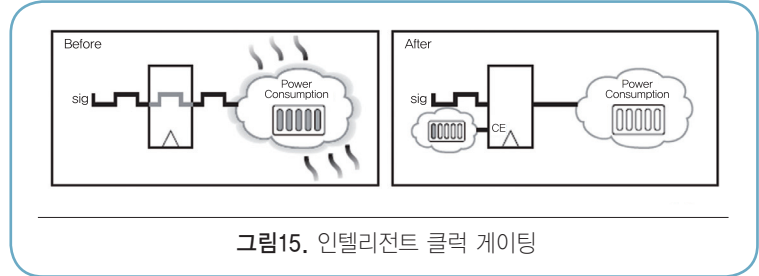 Before
sig
Power
Consumption
After
sig
CE
Power
Consumption
그림15. 인텔리전트 클럭 게이팅